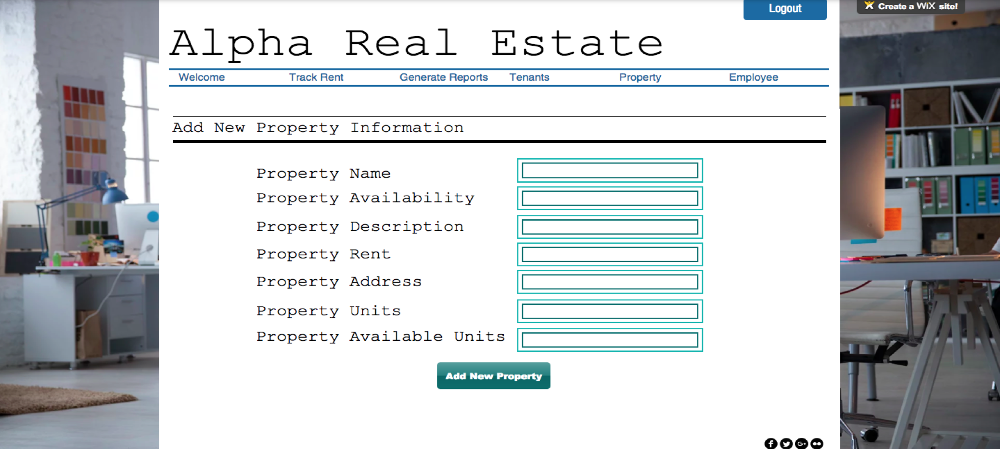 Logout
Create a WiX site!
Alpha Real Estate
Welcome Track Rent Generate Reports Tenants Property Employee
Add New Property Information
Property Name
Property Availability
Property Description
Property Rent
Property Address
Property Units
Property Available Units
Add New Property